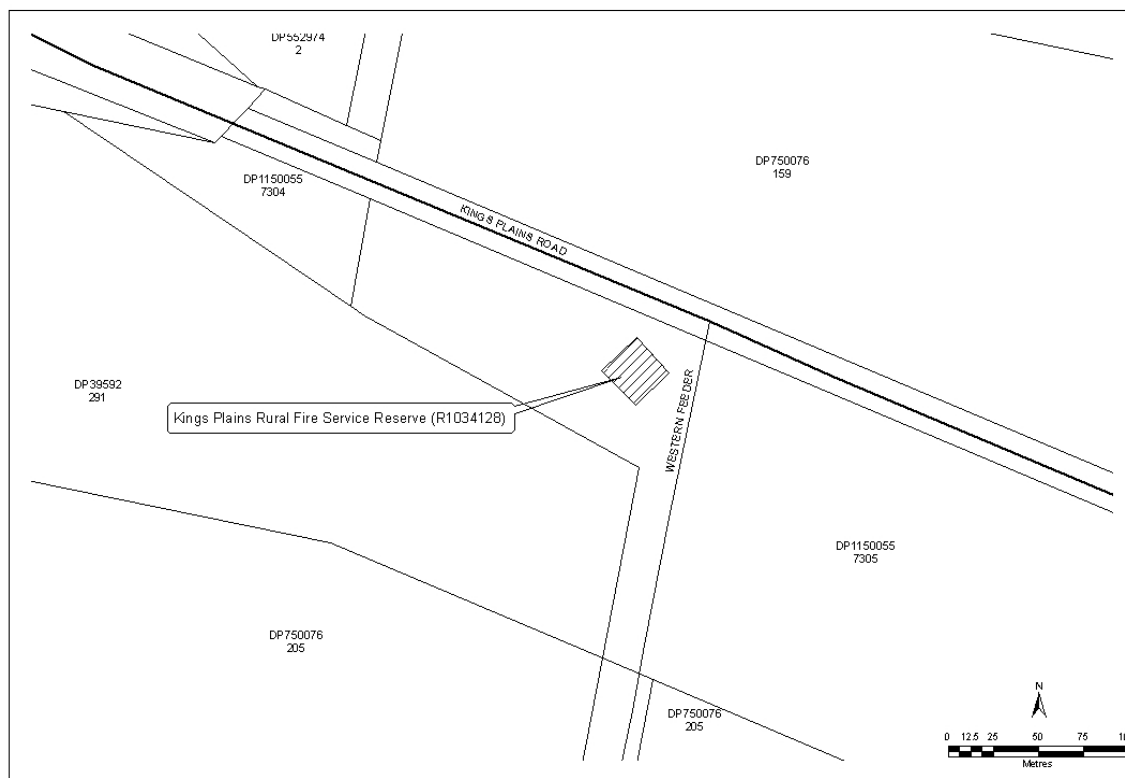 DP552974
2
DP750076
159
DP1150055
7304
KINGS PLAINS ROAD
DP39592
291
Kings Plains Rural Fire Service Reserve (R1034128)
WESTERN FEEDER
DP1150055
7305
DP750076
205
DP750076
205
N
0 12.5 25 50 75
Metres